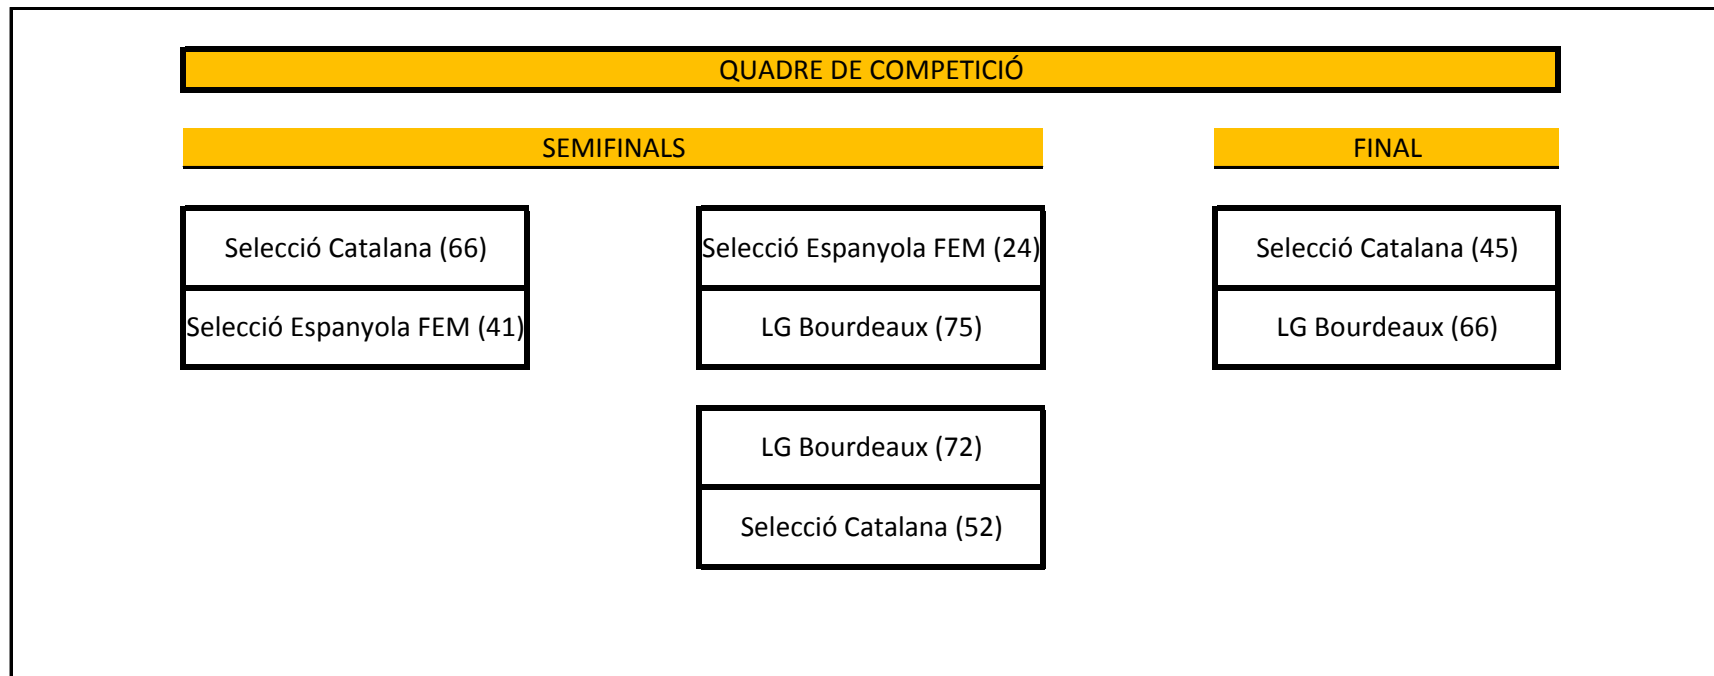 QUADRE DE COMPETICIÓ
SEMIFINALS
FINAL
Selecció Catalana (66)
Selecció Espanyola FEM (41)
Selecció Espanyola FEM (24)
LG Bourdeaux (75)
LG Bourdeaux (72)
Selecció Catalana (52)
Selecció Catalana (45)
LG Bourdeaux (66)